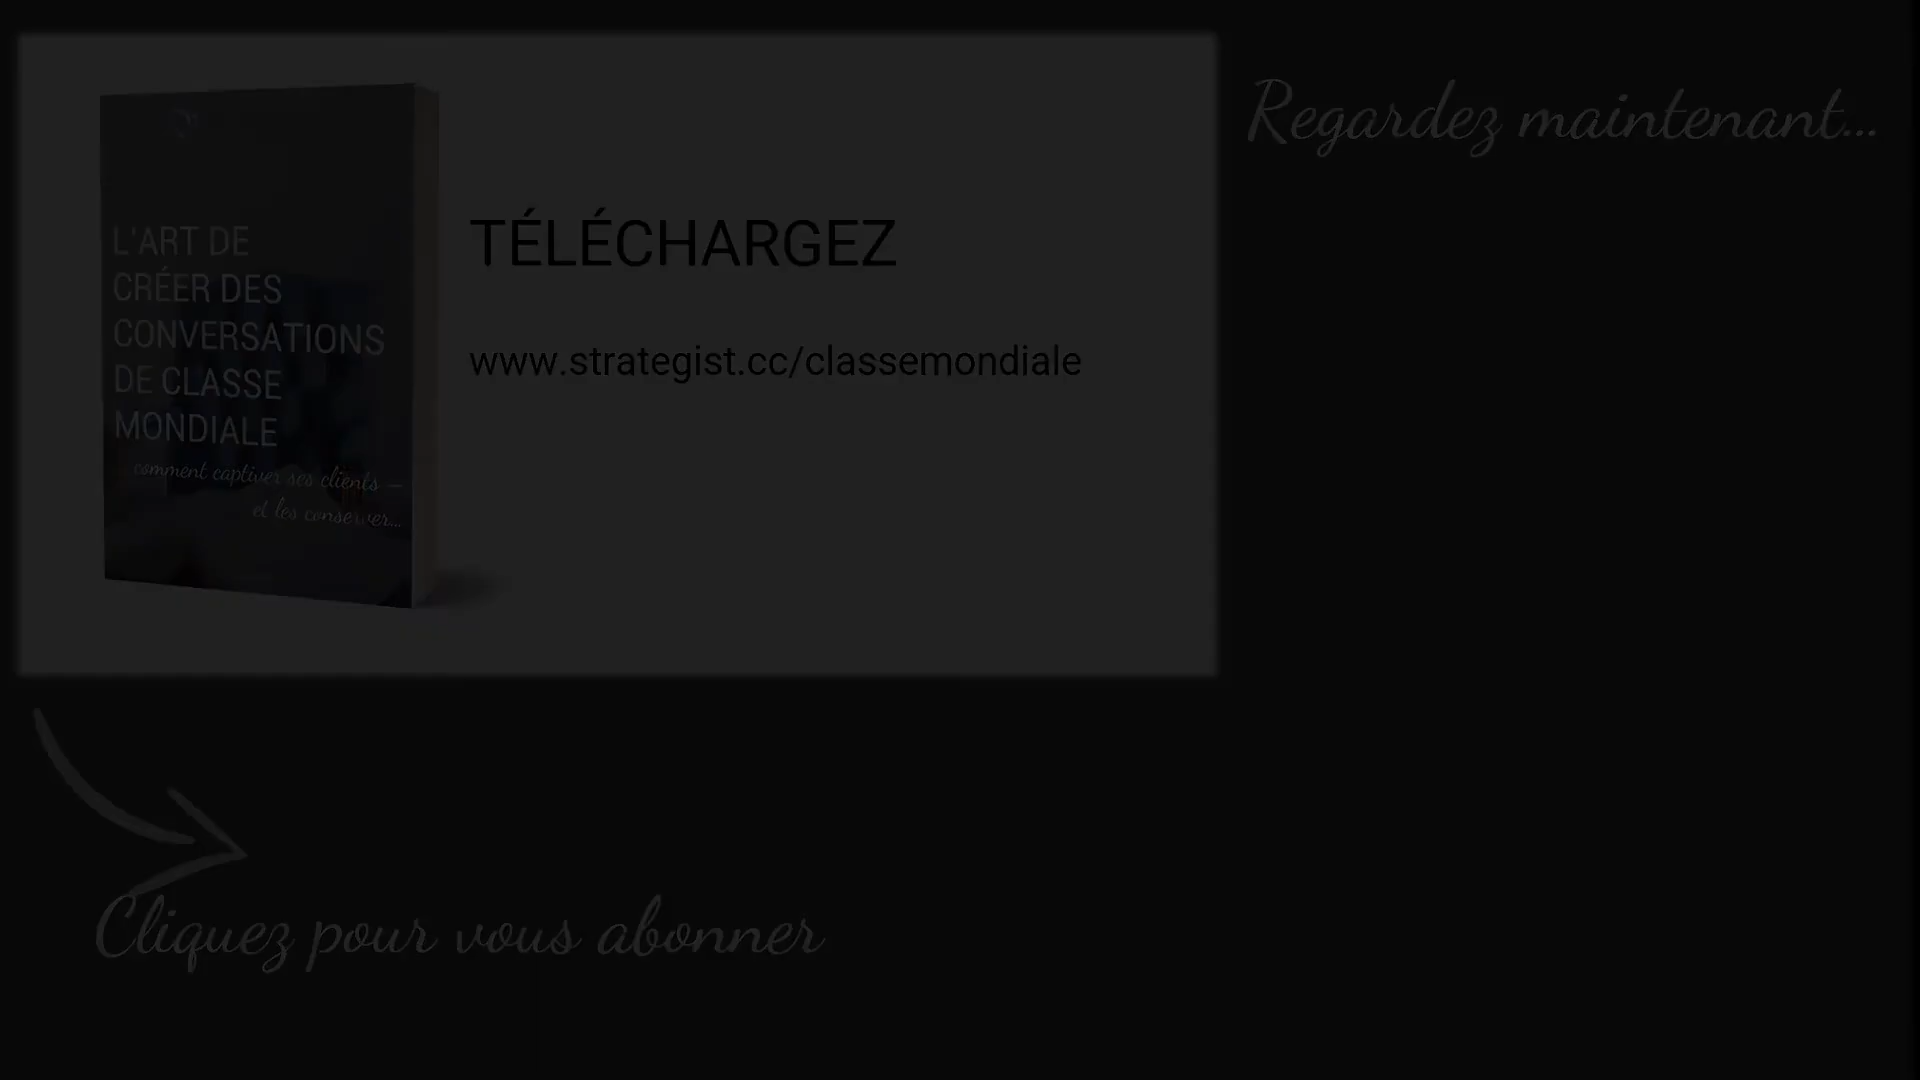 Regardez maintenant...
L'ART DE
CRÉER DES
CONVERSATIONS
DE CLASSE
MONDIALE
comment captiver ses clients –
et les conserver...
TÉLÉCHARGEZ
www.strategist.cc/classemondiale
Cliquez pour vous abonner